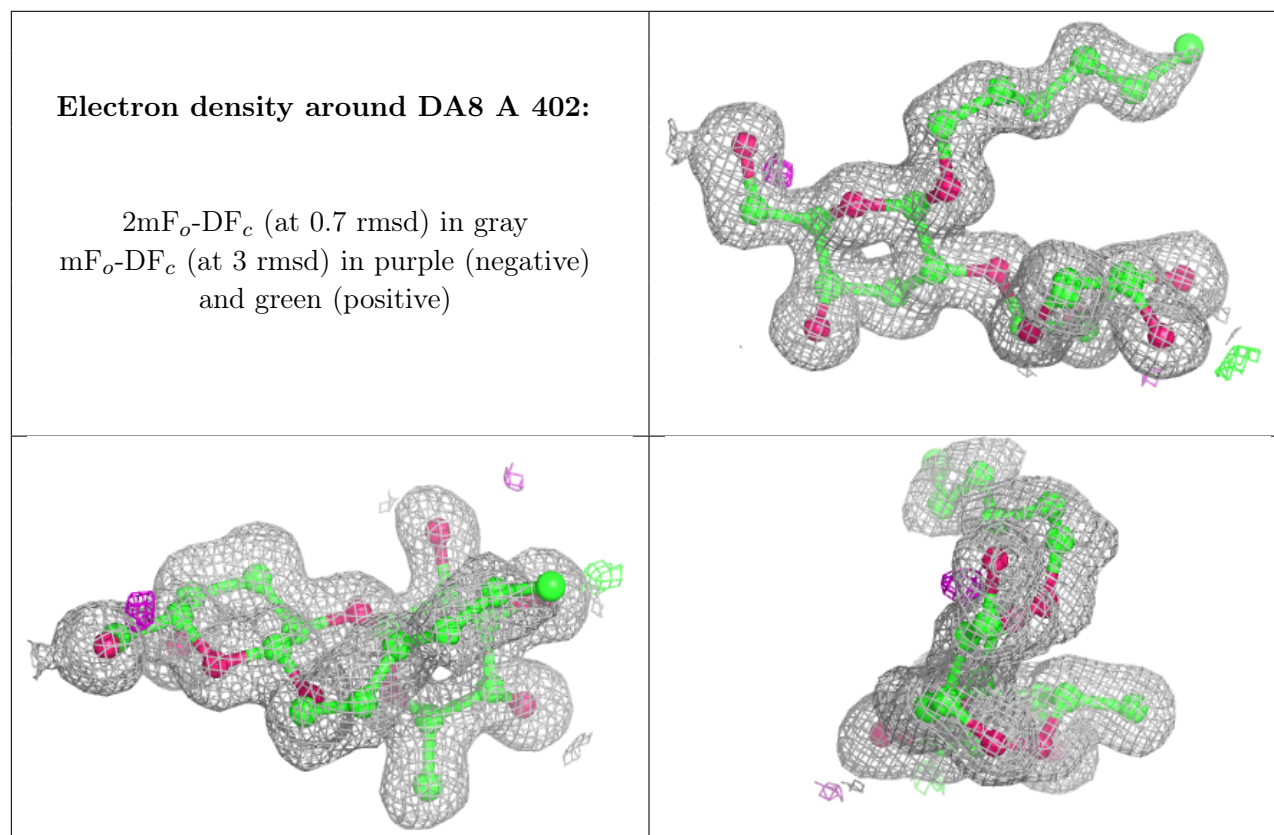 Electron density around DA8 A 402:
2mFₒ-DF𝒸 (at 0.7 rmsd) in gray
mFₒ-DF𝒸 (at 3 rmsd) in purple (negative)
and green (positive)